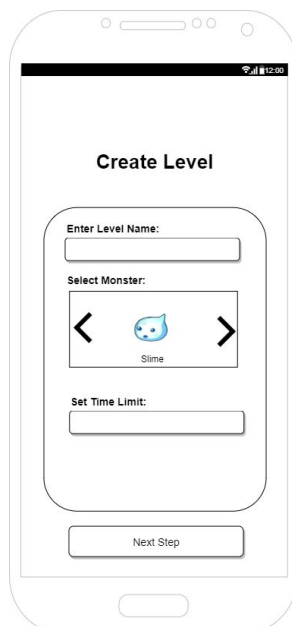 12:00
Create Level
Enter Level Name:
Select Monster:
Slime
Set Time Limit:
Next Step